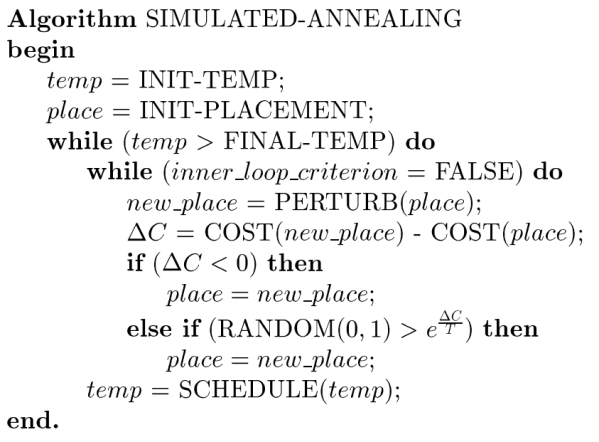 Algorithm SIMULATED-ANNEALING
begin
temp = INIT-TEMP;
place = INIT-PLACEMENT;
while (temp > FINAL-TEMP) do
while (inner_loop_criterion = FALSE) do
new_place = PERTURB(place);
ΔC = COST(new_place) - COST(place);
if (ΔC < 0) then
place = new_place;
else if (RANDOM(0, 1) > e^{\frac{ΔC}{T}}) then
place = new_place;
temp = SCHEDULE(temp);
end.